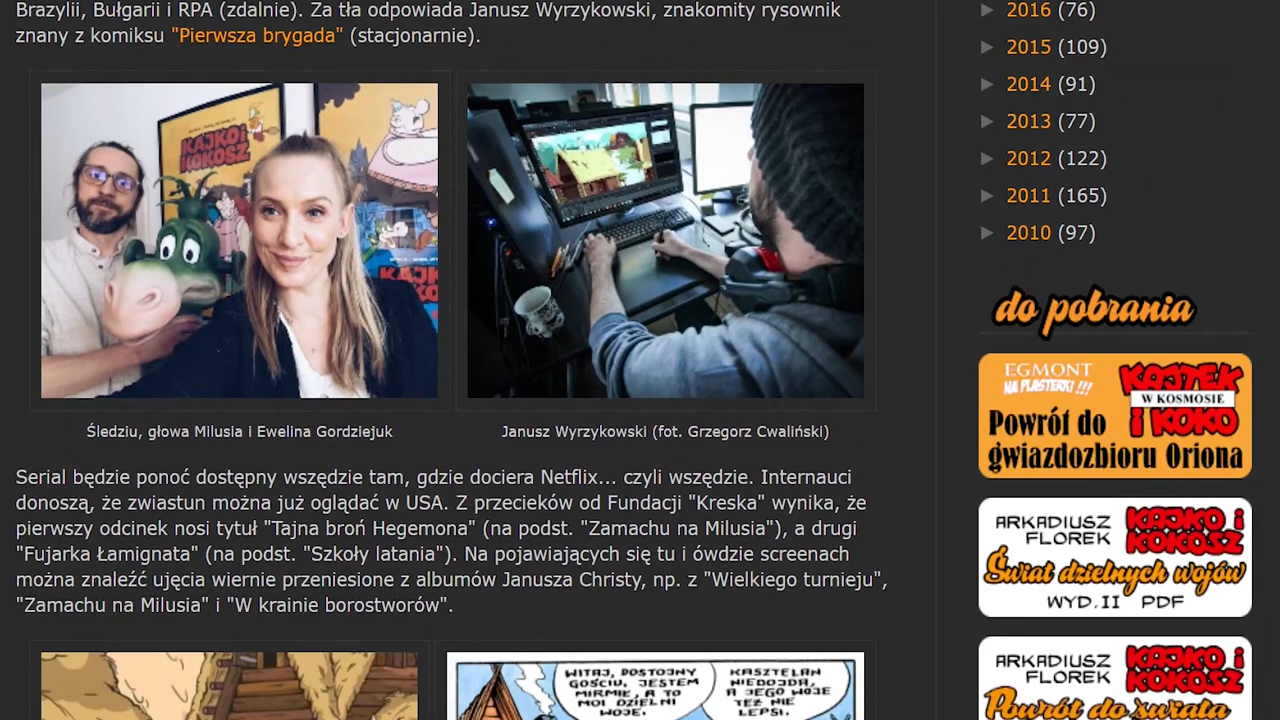 Brazylii, Bułgarii i RPA (zdalnie). Za tła odpowiada Janusz Wyrzykowski, znakomity rysownik
znany z komiksu "Pierwsza brygada" (stacjonarnie).
KAJKO i
KOKOSZ
Śledziu, głowa Milusia i Ewelina Gordziejuk
Janusz Wyrzykowski (fot. Grzegorz Cwaliński)
Serial będzie ponoć dostępny wszędzie tam, gdzie dociera Netflix... czyli wszędzie. Internauci
donoszą, że zwiastun można już oglądać w USA. Z przecieków od Fundacji "Kreska" wynika, że
pierwszy odcinek nosi tytuł "Tajna broń Hegemona" (na podst. "Zamachu na Milusia"), a drugi
"Fujarka Łamignata" (na podst. "Szkoły latania"). Na pojawiających się tu i ówdzie screenach
można znaleźć ujęcia wiernie przeniesione z albumów Janusza Christy, np. z "Wielkiego turnieju",
"Zamachu na Milusia" i "W krainie borostworów".
WITAJ, DOSTOJNY
GOŚCIU. JESTEM
MIRMIŁ, A TO
MOI DZIELNI
WOJE.
KASZTELAN
NIEDOJDA,
A JEGO WOJE
TEŻ NIE
LEPSI.
► 2016 (76)
► 2015 (109)
► 2014 (91)
► 2013 (77)
► 2012 (122)
► 2011 (165)
► 2010 (97)
do pobrania
EGMONT
NA PLASTERKI !!!
KAJTEK
W KOSMOSIE
i KOKO
Powrót do
gwiazdozbioru Oriona
ARKADIUSZ
FLOREK
KAJKO i
KOKOSZ
Świat dzielnych wojów
WYD.II PDF
ARKADIUSZ
FLOREK
KAJKO i
KOKOSZ
Powrót do świata